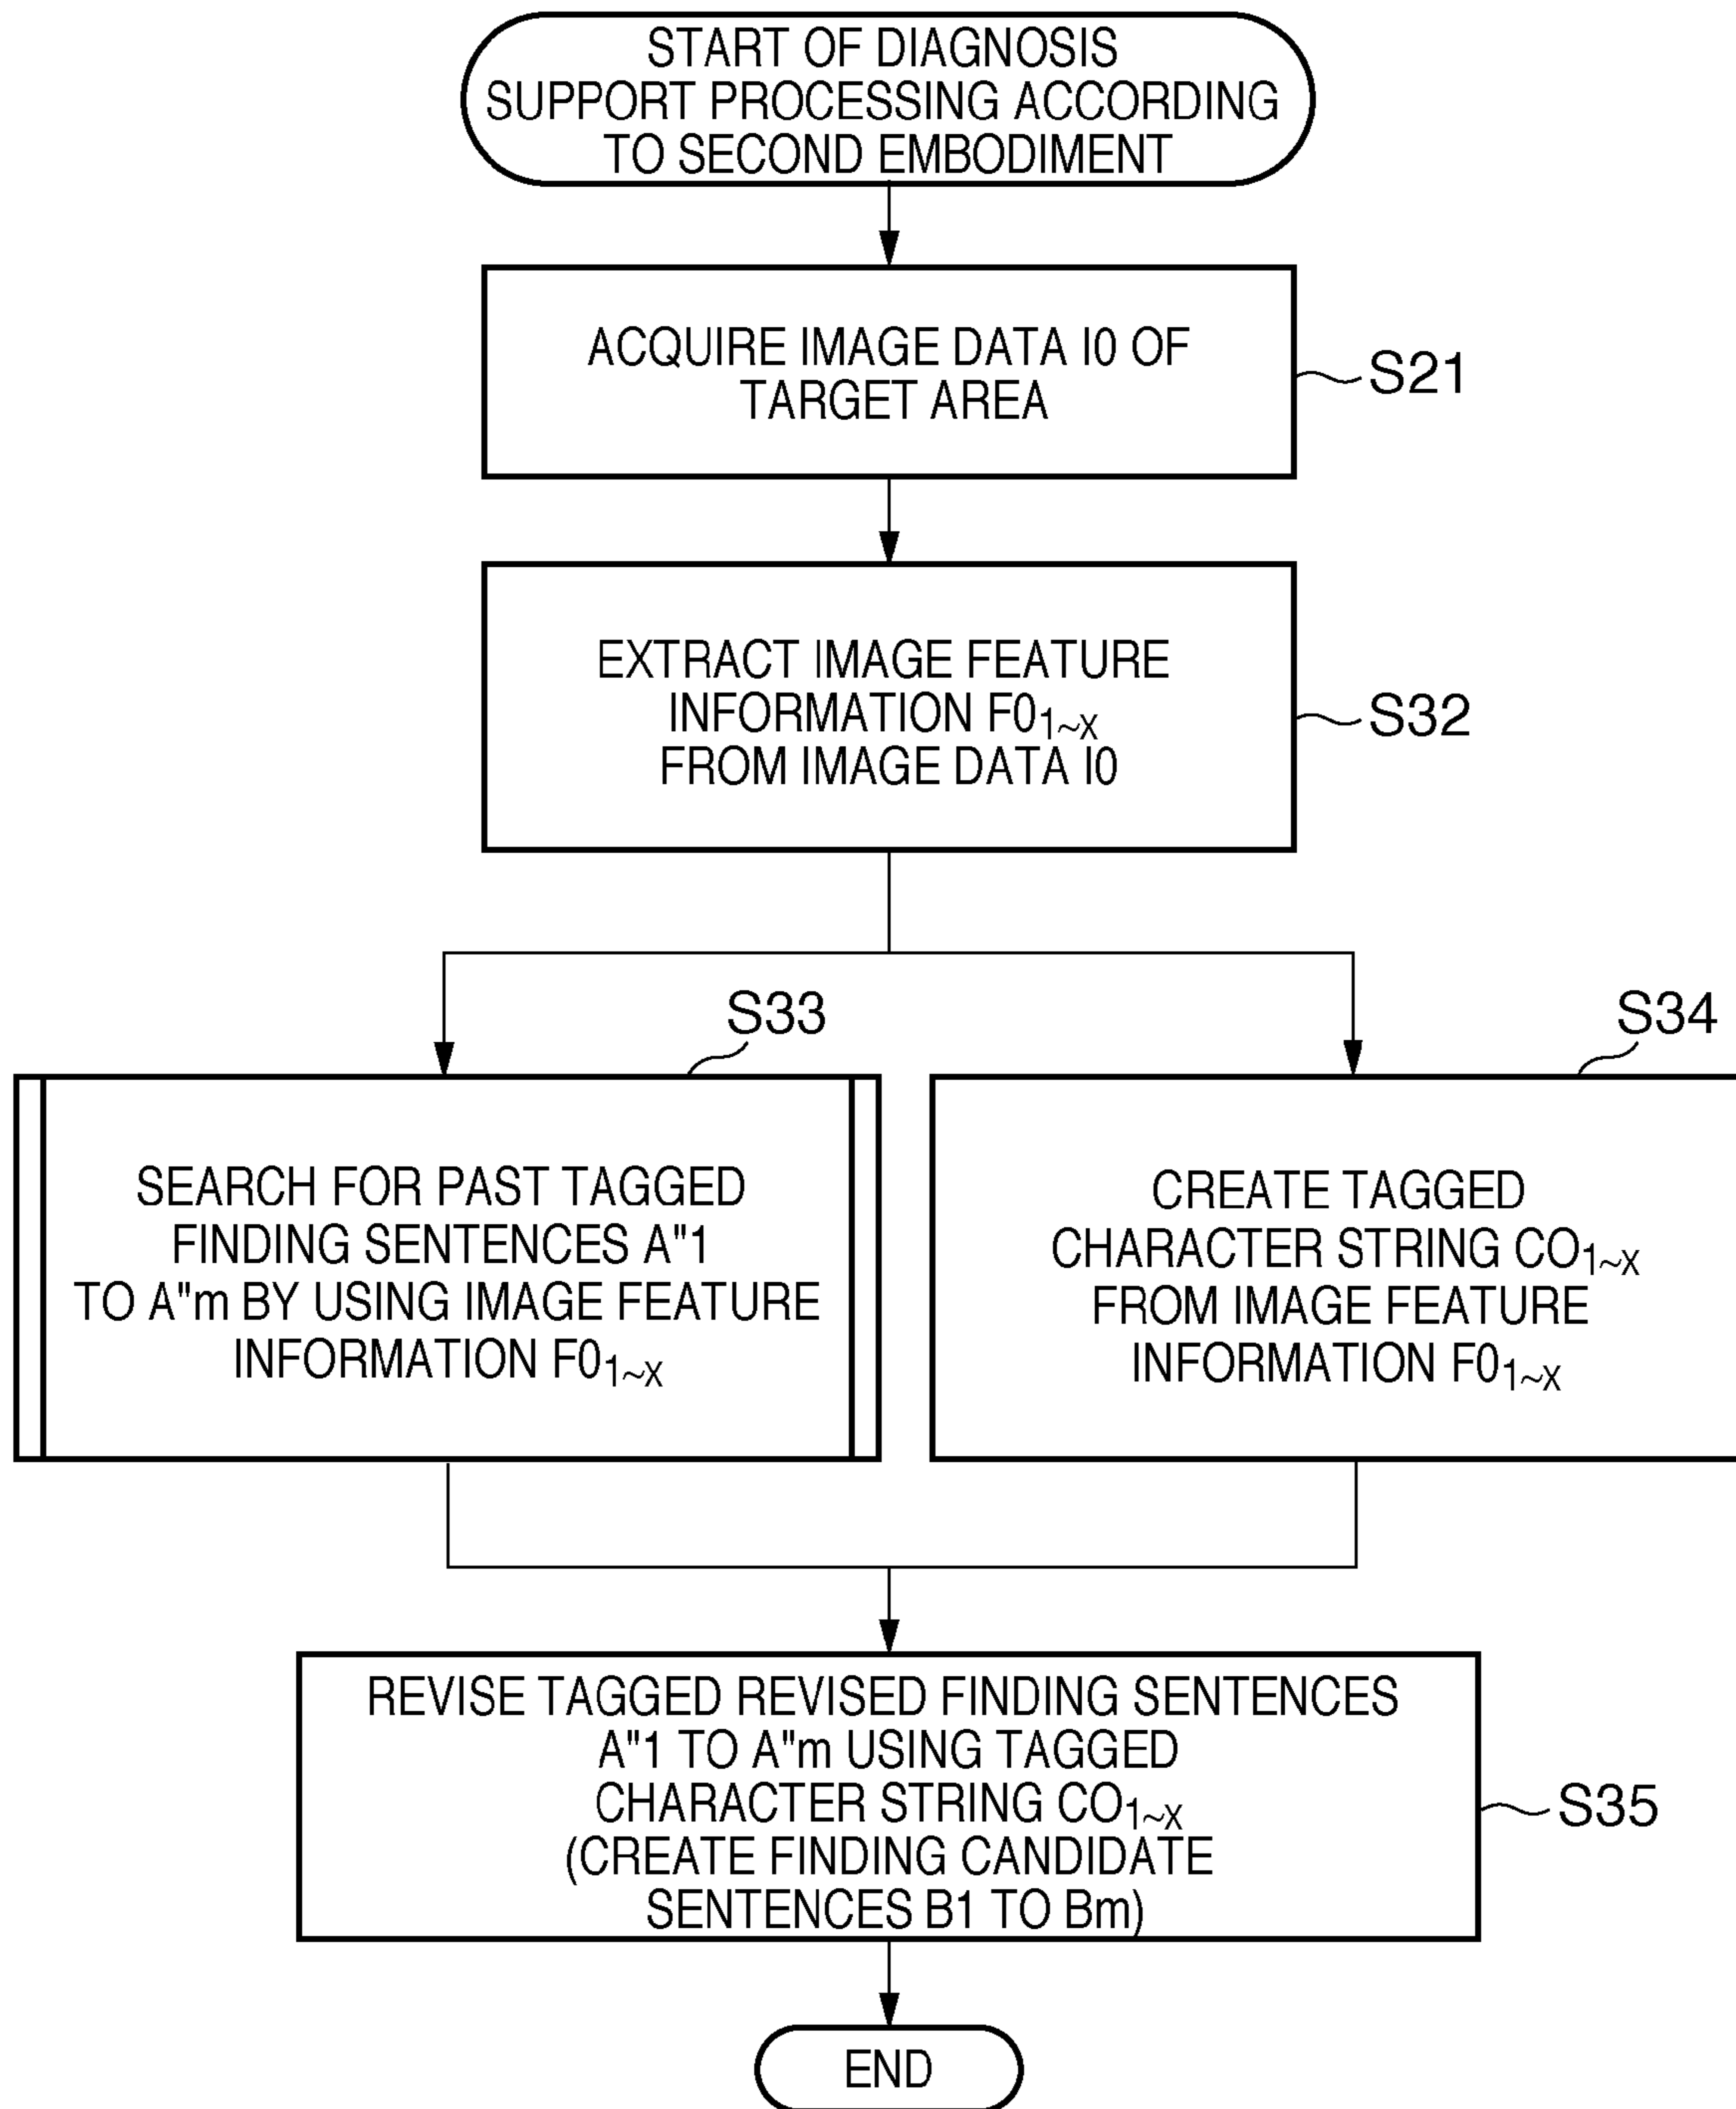 START OF DIAGNOSIS
SUPPORT PROCESSING ACCORDING
TO SECOND EMBODIMENT
ACQUIRE IMAGE DATA I0 OF
TARGET AREA
S21
EXTRACT IMAGE FEATURE
INFORMATION F0₁~ₓ
FROM IMAGE DATA I0
S32
S33
SEARCH FOR PAST TAGGED
FINDING SENTENCES A"1
TO A"m BY USING IMAGE FEATURE
INFORMATION F0₁~ₓ
S34
CREATE TAGGED
CHARACTER STRING CO₁~ₓ
FROM IMAGE FEATURE
INFORMATION F0₁~ₓ
REVISE TAGGED REVISED FINDING SENTENCES
A"1 TO A"m USING TAGGED
CHARACTER STRING CO₁~ₓ
(CREATE FINDING CANDIDATE
SENTENCES B1 TO Bm)
S35
END